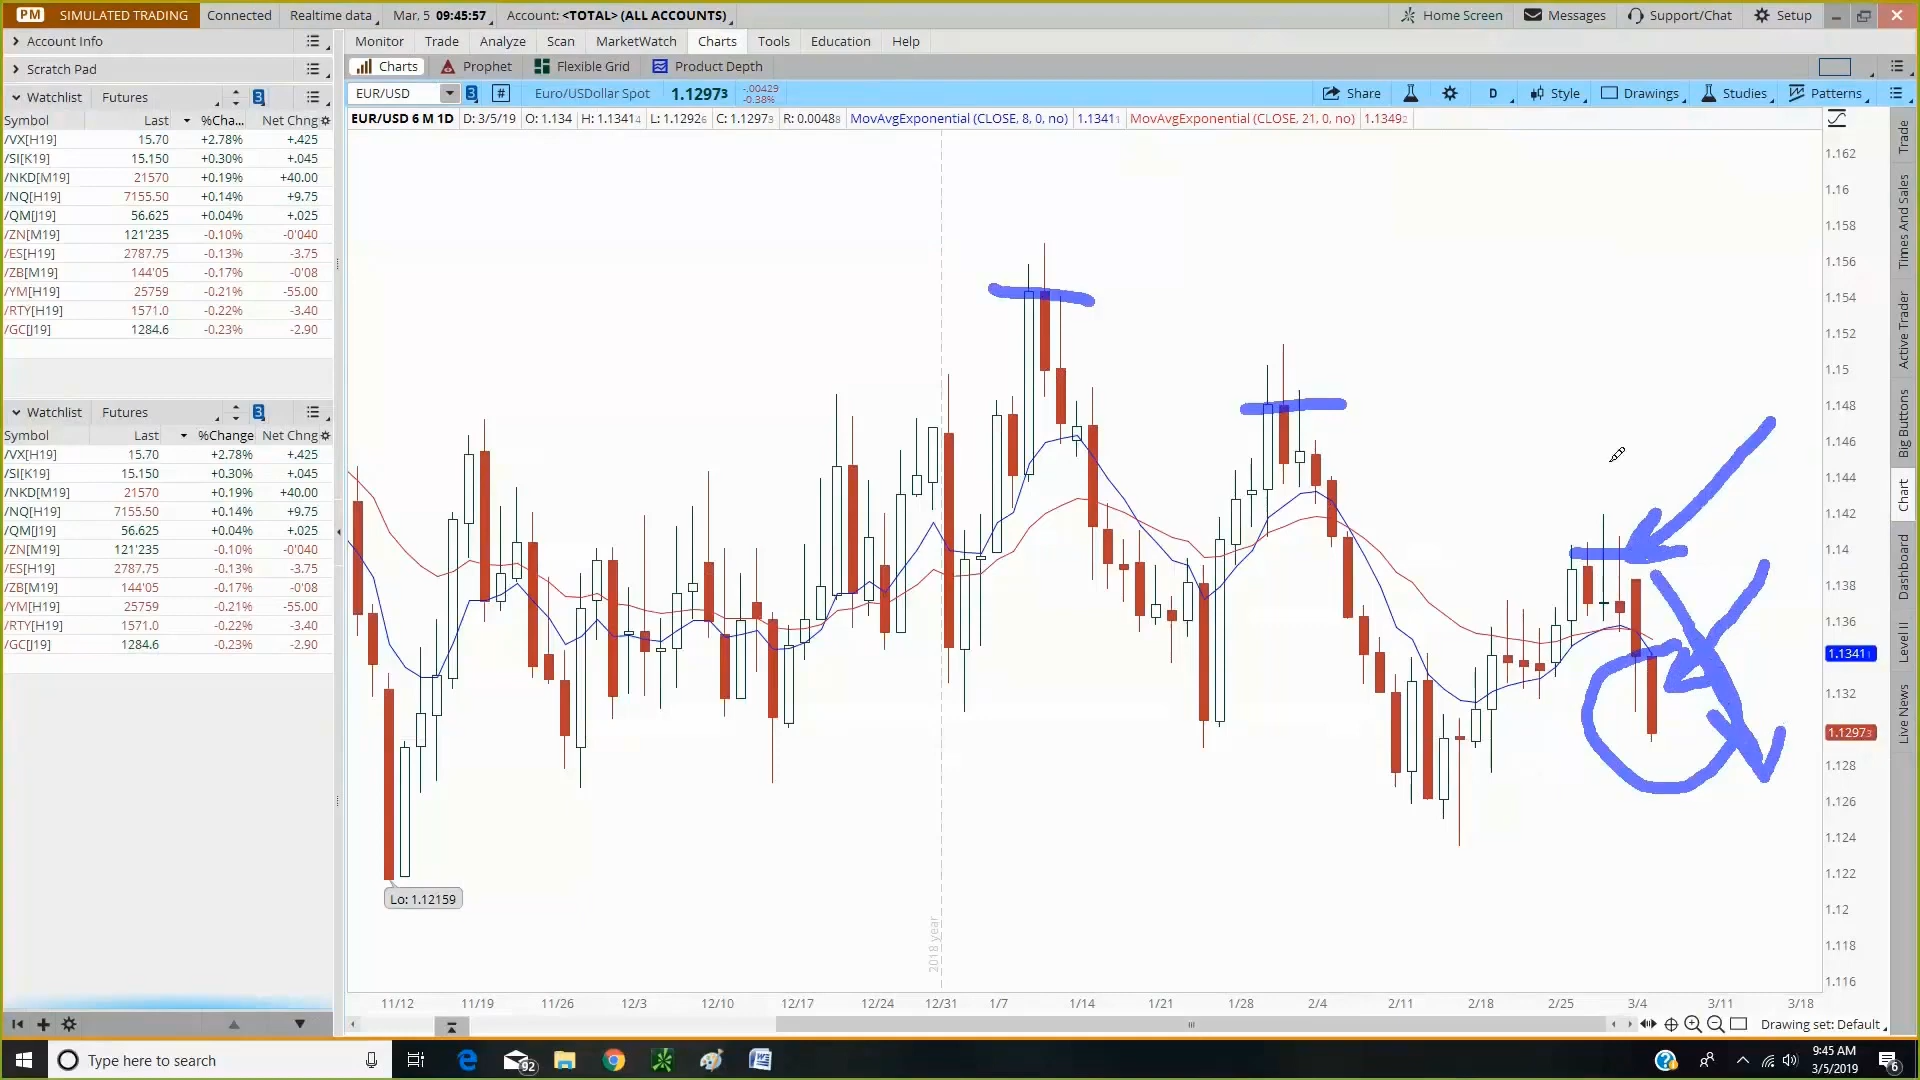 PM SIMULATED TRADING Connected Realtime data Mar, 5 09:45:57 Account: <TOTAL> (ALL ACCOUNTS) Home Screen Messages Support/Chat Setup
Account Info
Scratch Pad
Watchlist Futures 3
Symbol Last %Cha... Net Chng
/VX[H19] 15.70 +2.78% +.425
/SI[K19] 15.150 +0.30% +.045
/NKD[M19] 21570 +0.19% +40.00
/NQ[H19] 7155.50 +0.14% +9.75
/QM[J19] 56.625 +0.04% +.025
/ZN[M19] 121'235 -0.10% -0'040
/ES[H19] 2787.75 -0.13% -3.75
/ZB[M19] 144'05 -0.17% -0'08
/YM[H19] 25759 -0.21% -55.00
/RTY[H19] 1571.0 -0.22% -3.40
/GC[J19] 1284.6 -0.23% -2.90
Watchlist Futures 3
Symbol Last %Change Net Chng
/VX[H19] 15.70 +2.78% +.425
/SI[K19] 15.150 +0.30% +.045
/NKD[M19] 21570 +0.19% +40.00
/NQ[H19] 7155.50 +0.14% +9.75
/QM[J19] 56.625 +0.04% +.025
/ZN[M19] 121'235 -0.10% -0'040
/ES[H19] 2787.75 -0.13% -3.75
/ZB[M19] 144'05 -0.17% -0'08
/YM[H19] 25759 -0.21% -55.00
/RTY[H19] 1571.0 -0.22% -3.40
/GC[J19] 1284.6 -0.23% -2.90
Monitor Trade Analyze Scan MarketWatch Charts Tools Education Help
Charts Prophet Flexible Grid Product Depth
EUR/USD 3 # Euro/USDollar Spot 1.12973 -.00429 -0.38% Share D Style Drawings Studies Patterns
EUR/USD 6 M 1D D: 3/5/19 O: 1.134 H: 1.13414 L: 1.12926 C: 1.12973 R: 0.00488 MovAvgExponential (CLOSE, 8, 0, no) 1.13411 MovAvgExponential (CLOSE, 21, 0, no) 1.13492
1.162
1.16
1.158
1.156
1.154
1.152
1.15
1.148
1.146
1.144
1.142
1.14
1.138
1.136
1.13411
1.132
1.12973
1.128
1.126
1.124
1.122
1.12
1.118
1.116
Lo: 1.12159
2018 year
11/12 11/19 11/26 12/3 12/10 12/17 12/24 12/31 1/7 1/14 1/21 1/28 2/4 2/11 2/18 2/25 3/4 3/11 3/18
Drawing set: Default
Trade
Times And Sales
Active Trader
Big Buttons
Chart
Dashboard
Level II
Live News
Type here to search
92
9:45 AM
3/5/2019
6